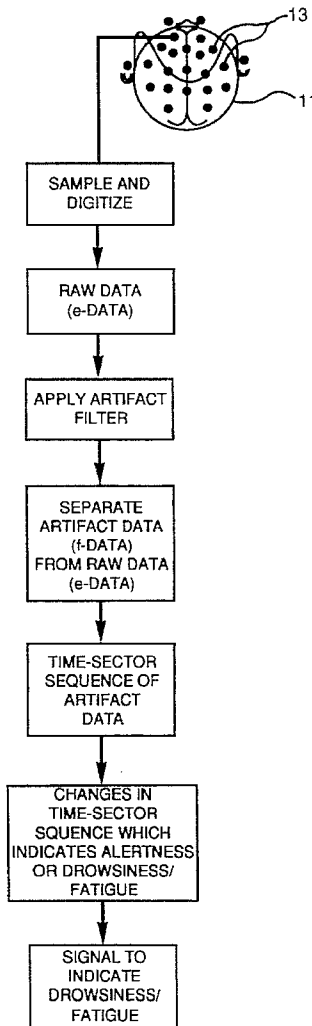 13
11
SAMPLE AND
DIGITIZE
RAW DATA
(e-DATA)
APPLY ARTIFACT
FILTER
SEPARATE
ARTIFACT DATA
(f-DATA)
FROM RAW DATA
(e-DATA)
TIME-SECTOR
SEQUENCE OF
ARTIFACT
DATA
CHANGES IN
TIME-SECTOR
SQUENCE WHICH
INDICATES ALERTNESS
OR DROWSINESS/
FATIGUE
SIGNAL TO
INDICATE
DROWSINESS/
FATIGUE